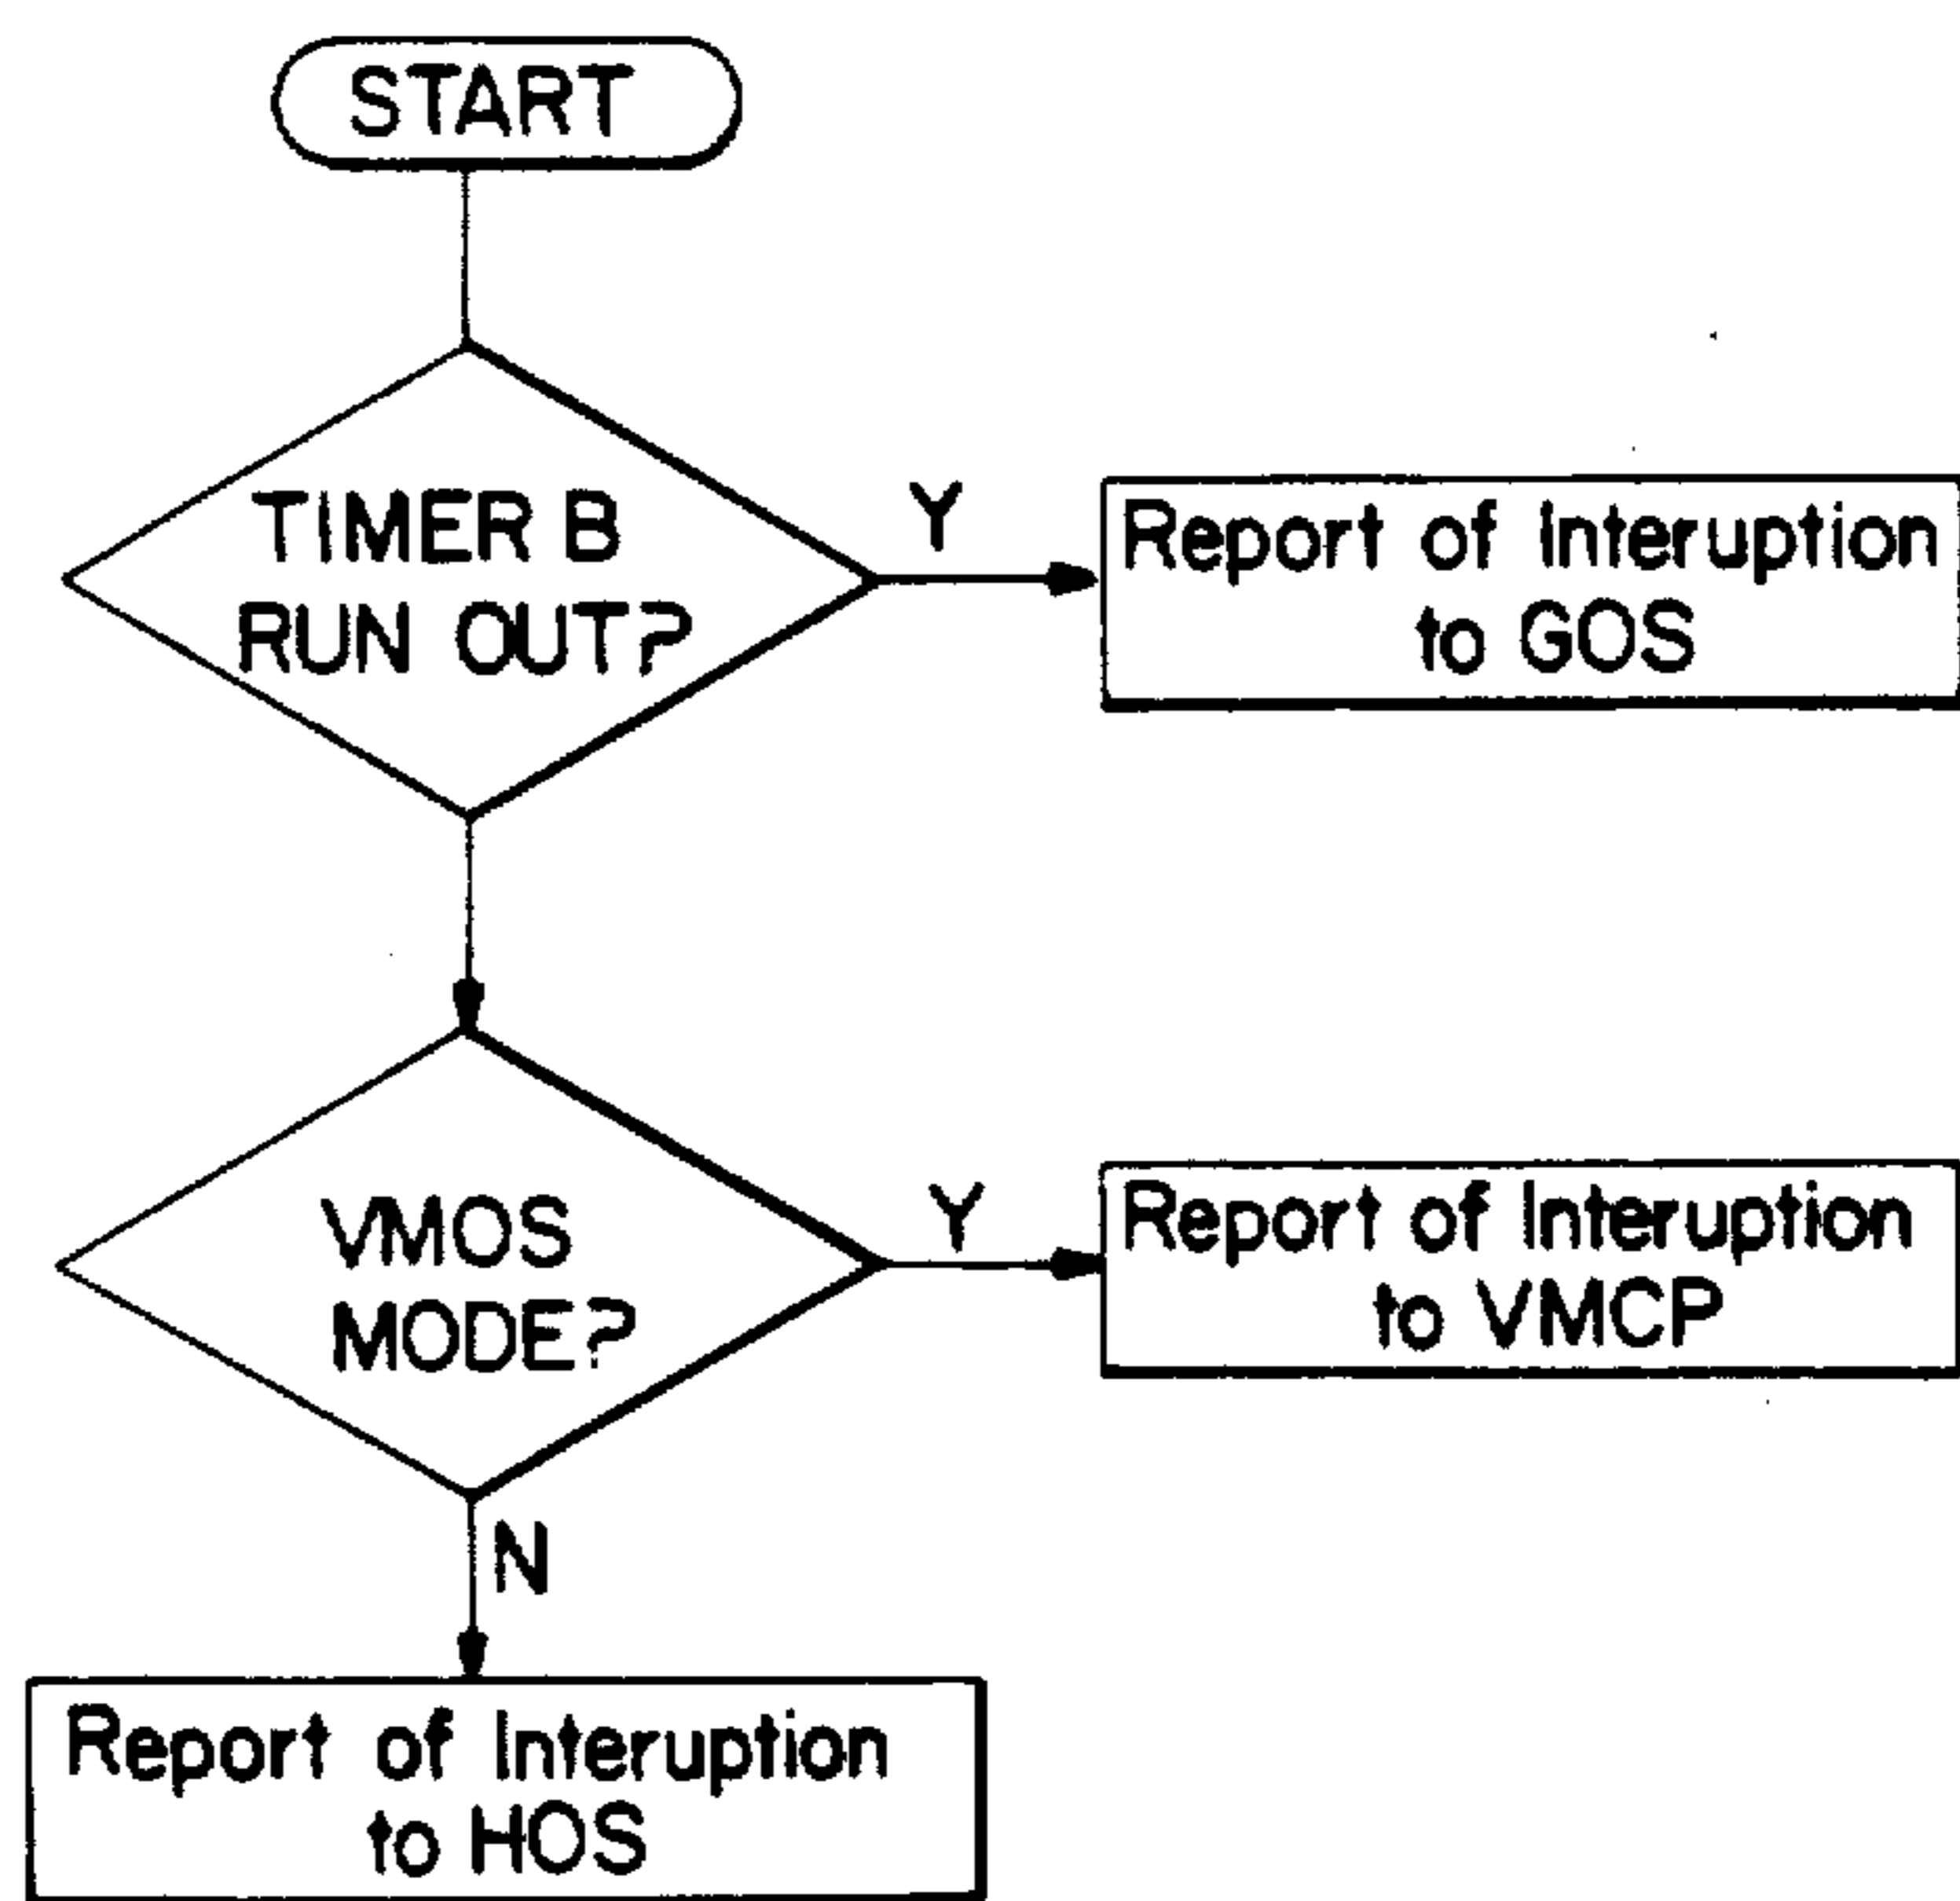 START
TIMER B
RUN OUT?
Y
Report of Interuption
to GOS
VMOS
MODE?
Y
Report of Interuption
to VMCP
N
Report of Interuption
to HOS